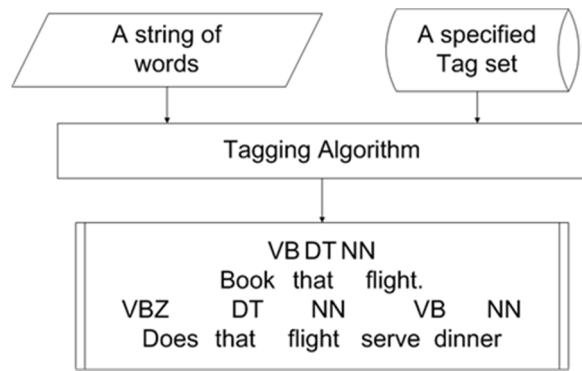 A string of
words
A specified
Tag set
Tagging Algorithm
VB DT NN
Book that flight.
VBZ DT NN VB NN
Does that flight serve dinner